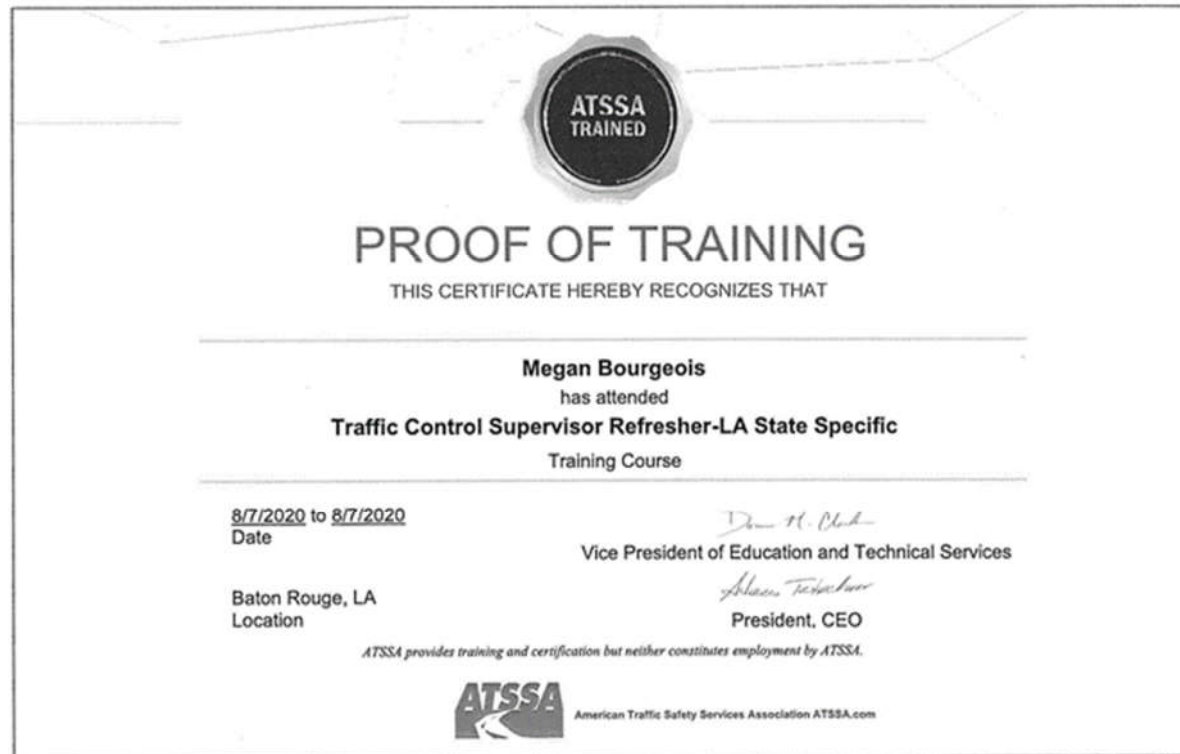 ATSSA
TRAINED
PROOF OF TRAINING
THIS CERTIFICATE HEREBY RECOGNIZES THAT
Megan Bourgeois
has attended
Traffic Control Supervisor Refresher-LA State Specific
Training Course
8/7/2020 to 8/7/2020
Date
Vice President of Education and Technical Services
Baton Rouge, LA
Location
President, CEO
ATSSA provides training and certification but neither constitutes employment by ATSSA.
ATSSA
American Traffic Safety Services Association ATSSA.com